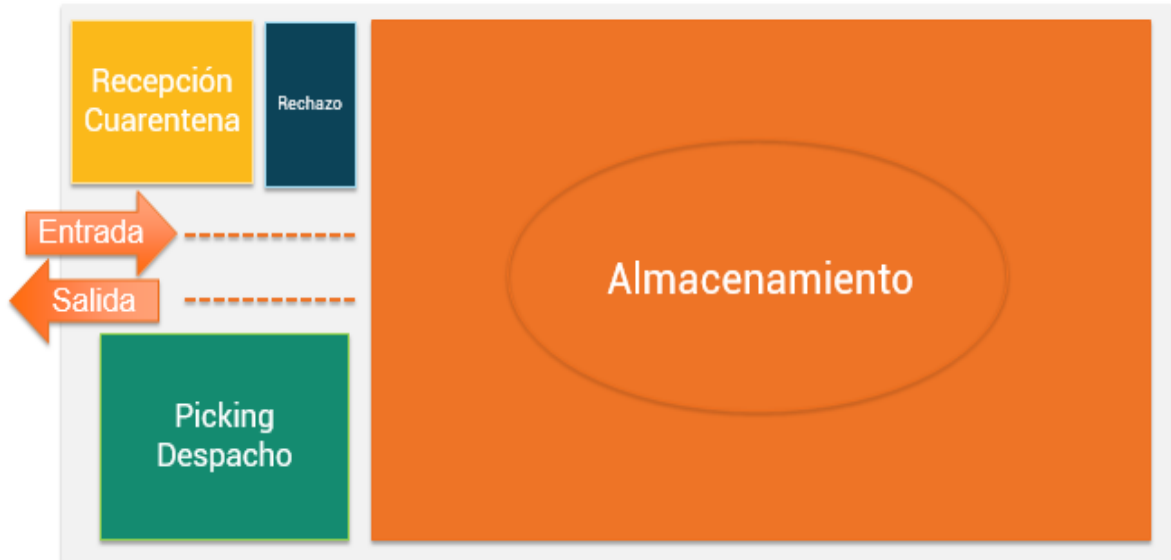 Recepción
Cuarentena
Rechazo
Entrada
Salida
Almacenamiento
Picking
Despacho